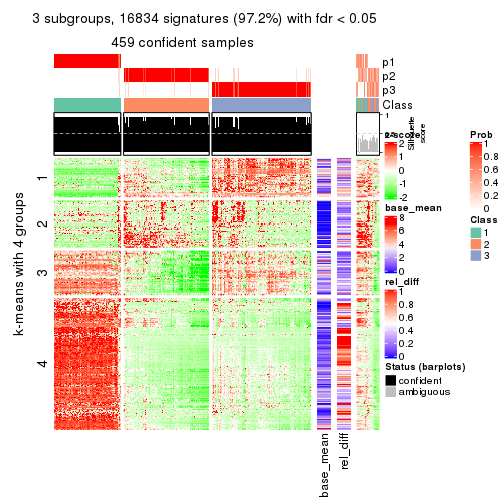 3 subgroups, 16834 signatures (97.2%) with fdr < 0.05
459 confident samples
p1
p2
p3
Class
1
0.5
Silhouette
score
z-score
2
1
0
-1
-2
base_mean
8
6
4
2
0
rel_diff
1
0.8
0.6
0.4
0.2
0
Status (barplots)
confident
ambiguous
Prob
1
0.8
0.6
0.4
0.2
0
Class
1
2
3
k-means with 4 groups
1
2
3
4
base_mean
rel_diff